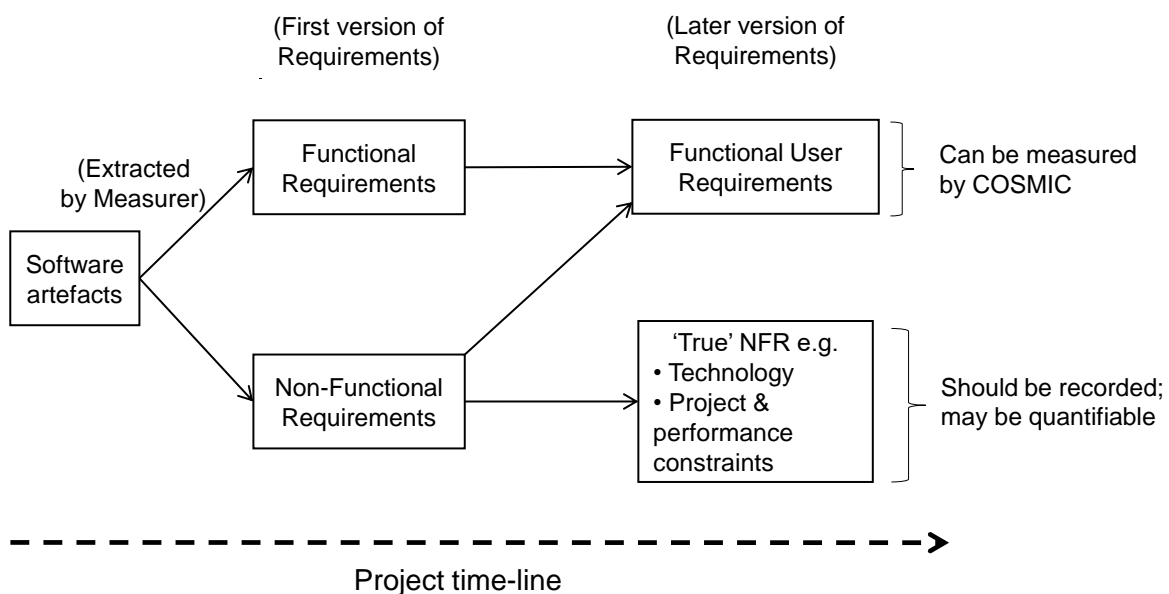 (First version of
Requirements)
(Later version of
Requirements)
(Extracted
by Measurer)
Functional
Requirements
Functional User
Requirements
Can be measured
by COSMIC
Software
artefacts
Non-Functional
Requirements
‘True’ NFR e.g.
• Technology
• Project &
performance
constraints
Should be recorded;
may be quantifiable
Project time-line